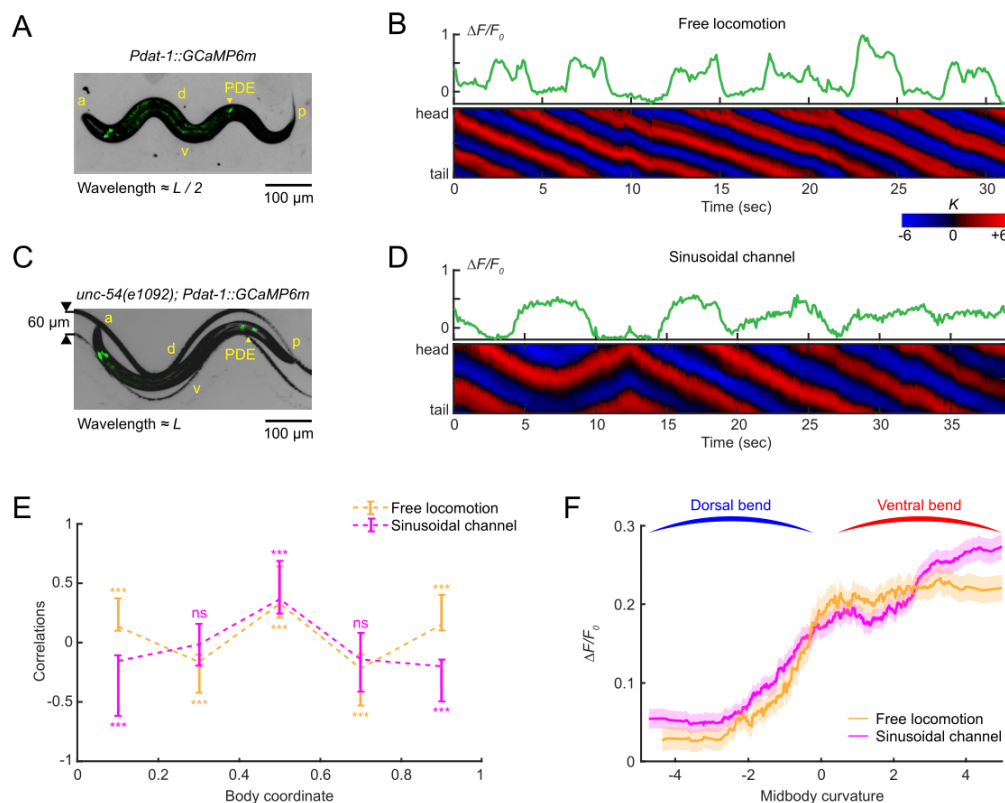 A
Pdat-1::GCaMP6m
a
d
PDE
p
v
Wavelength ≈ L / 2
100 µm
B
ΔF/F0
Free locomotion
1
0
head
tail
0 5 10 15 20 25 30
Time (sec)
K
-6 0 +6
C
unc-54(e1092); Pdat-1::GCaMP6m
60 µm
a
d
PDE
p
v
Wavelength ≈ L
100 µm
D
ΔF/F0
Sinusoidal channel
1
0
head
tail
0 5 10 15 20 25 30 35
Time (sec)
E
Free locomotion
Sinusoidal channel
Correlations
1
0.5
0
-0.5
-1
*** ns *** ns ***
*** *** *** *** ***
0 0.2 0.4 0.6 0.8 1
Body coordinate
F
Dorsal bend
Ventral bend
ΔF/F0
0.3
0.2
0.1
0
Free locomotion
Sinusoidal channel
-4 -2 0 2 4
Midbody curvature